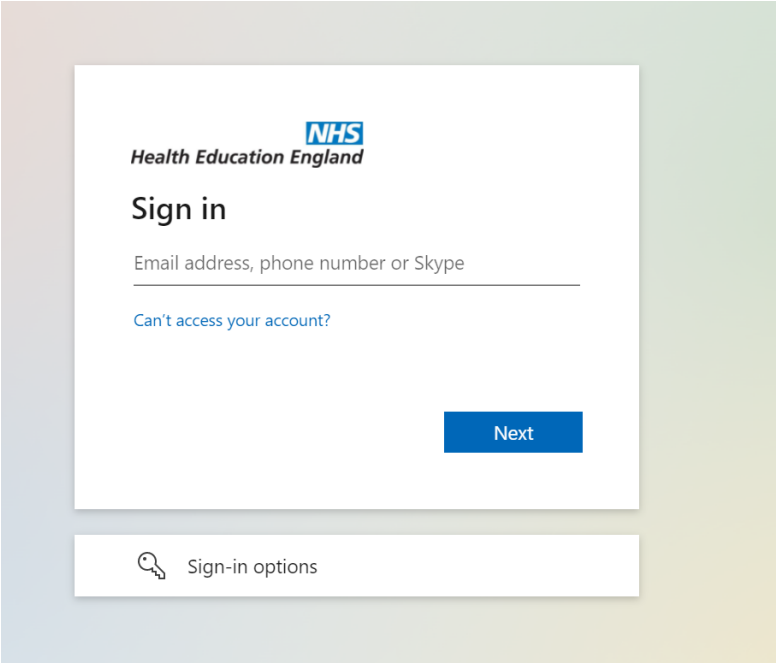 NHS
Health Education England
Sign in
Email address, phone number or Skype
Can't access your account?
Next
Sign-in options